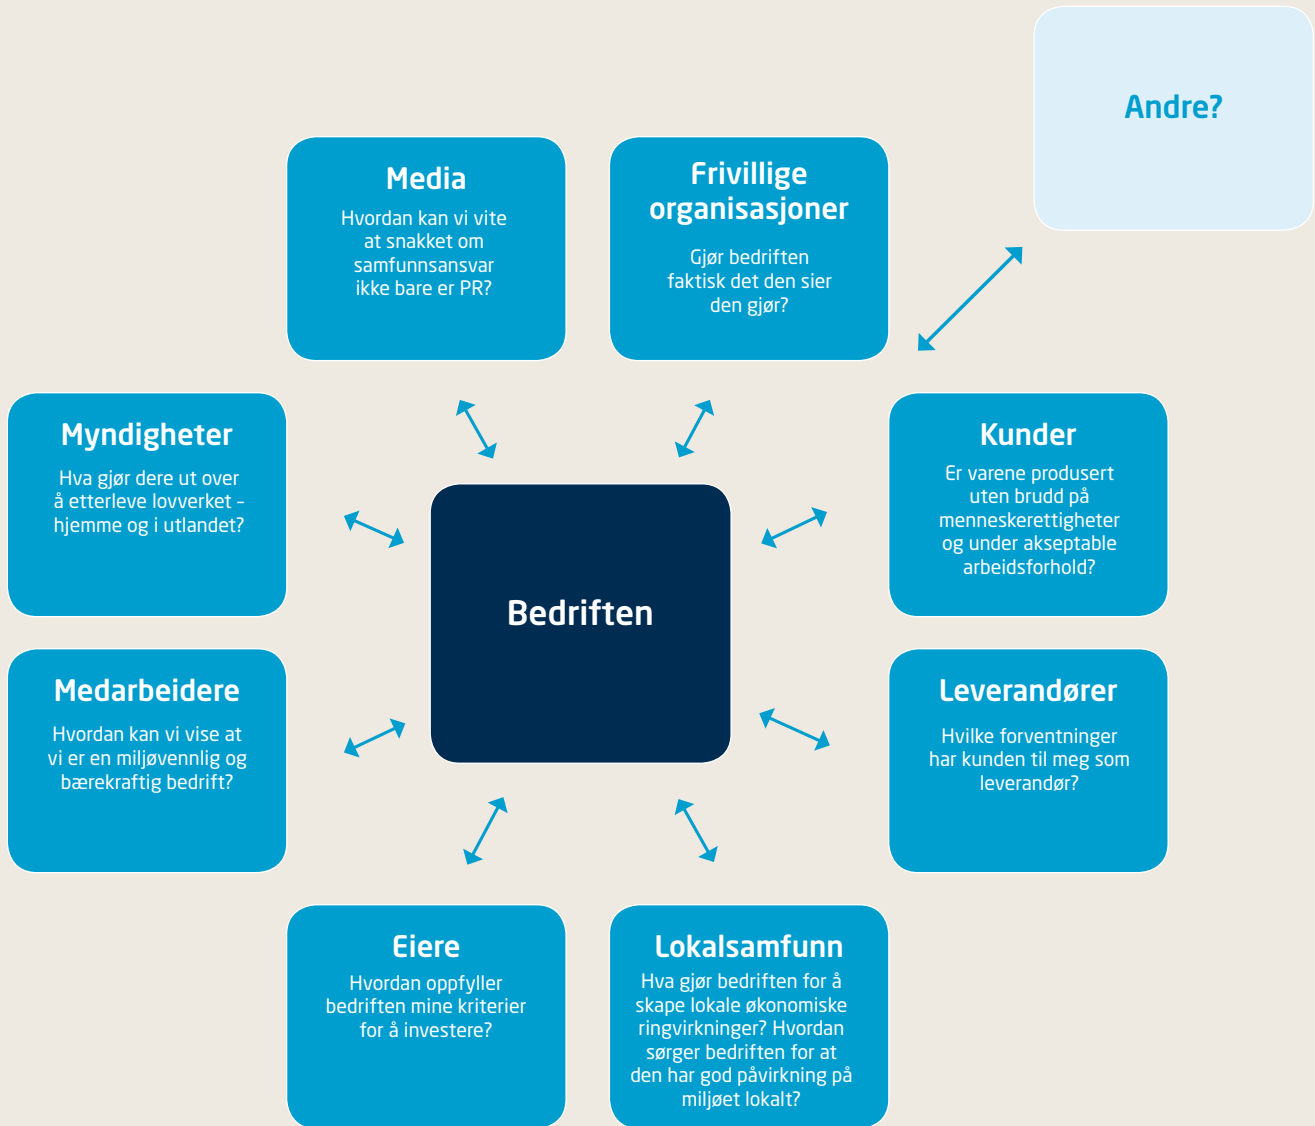 Andre?
Media
Hvordan kan vi vite
at snakket om
samfunnsansvar
ikke bare er PR?
Frivillige
organisasjoner
Gjør bedriften
faktisk det den sier
den gjør?
Myndigheter
Hva gjør dere ut over
å etterleve lovverket –
hjemme og i utlandet?
Kunder
Er varene produsert
uten brudd på
menneskerettigheter
og under akseptable
arbeidsforhold?
Bedriften
Medarbeidere
Hvordan kan vi vise at
vi er en miljøvennlig og
bærekraftig bedrift?
Leverandører
Hvilke forventninger
har kunden til meg som
leverandør?
Eiere
Hvordan oppfyller
bedriften mine kriterier
for å investere?
Lokalsamfunn
Hva gjør bedriften for å
skape lokale økonomiske
ringvirkninger? Hvordan
sørger bedriften for at
den har god påvirkning på
miljøet lokalt?